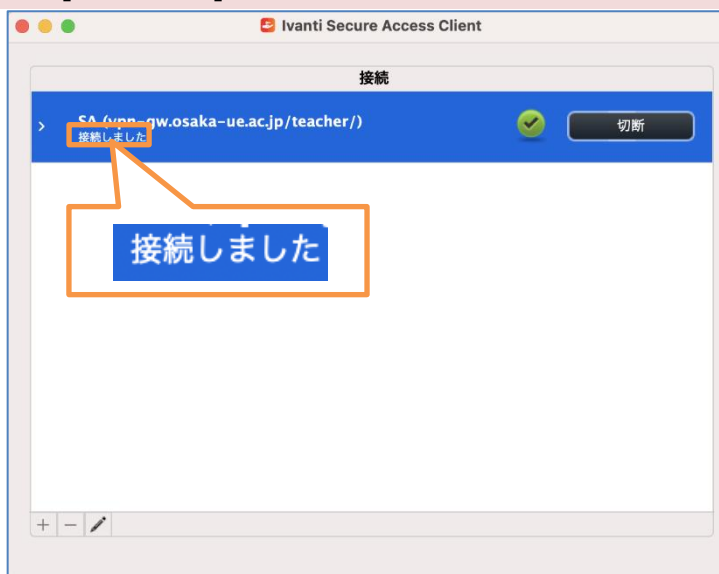 Ivanti Secure Access Client
接続
SA (vpn-gw.osaka-ue.ac.jp/teacher/)
接続しました
切断
接続しました